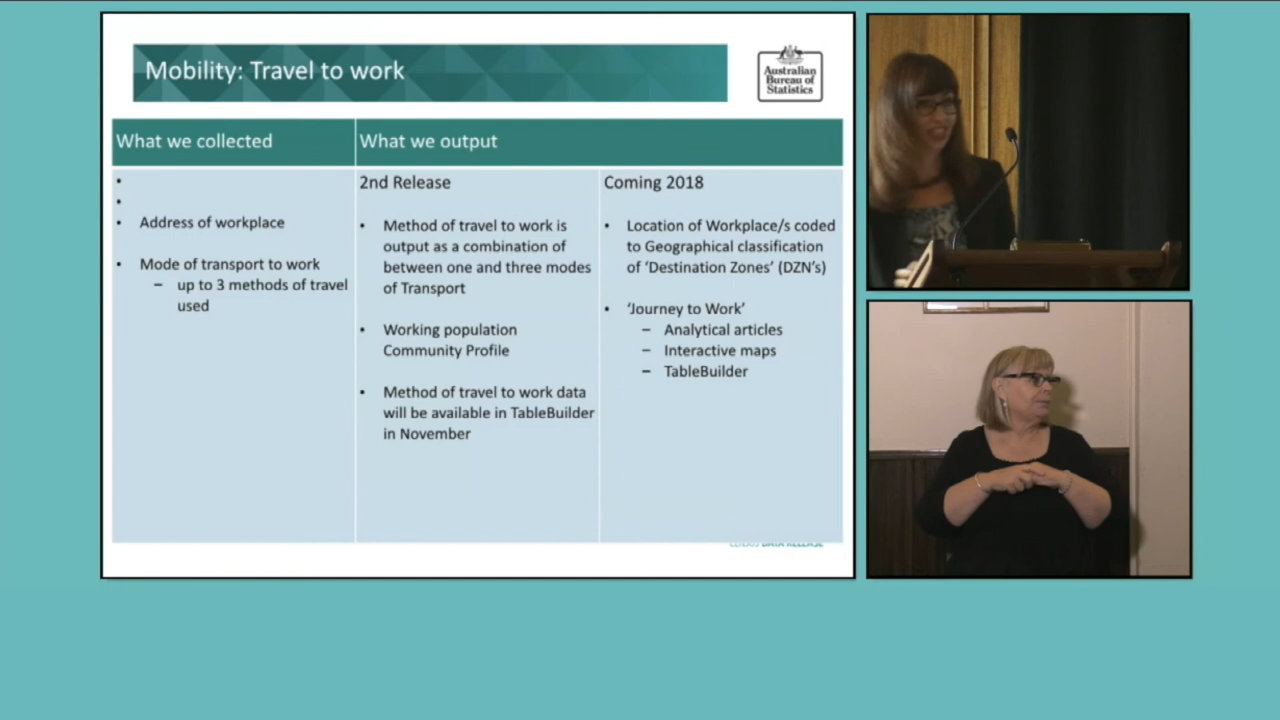 Mobility: Travel to work
Australian
Bureau of
Statistics
What we collected
What we output
•
•
• Address of workplace
• Mode of transport to work
– up to 3 methods of travel
used
2nd Release
• Method of travel to work is
output as a combination of
between one and three modes
of Transport
• Working population
Community Profile
• Method of travel to work data
will be available in TableBuilder
in November
Coming 2018
• Location of Workplace/s coded
to Geographical classification
of ‘Destination Zones’ (DZN’s)
• ‘Journey to Work’
– Analytical articles
– Interactive maps
– TableBuilder